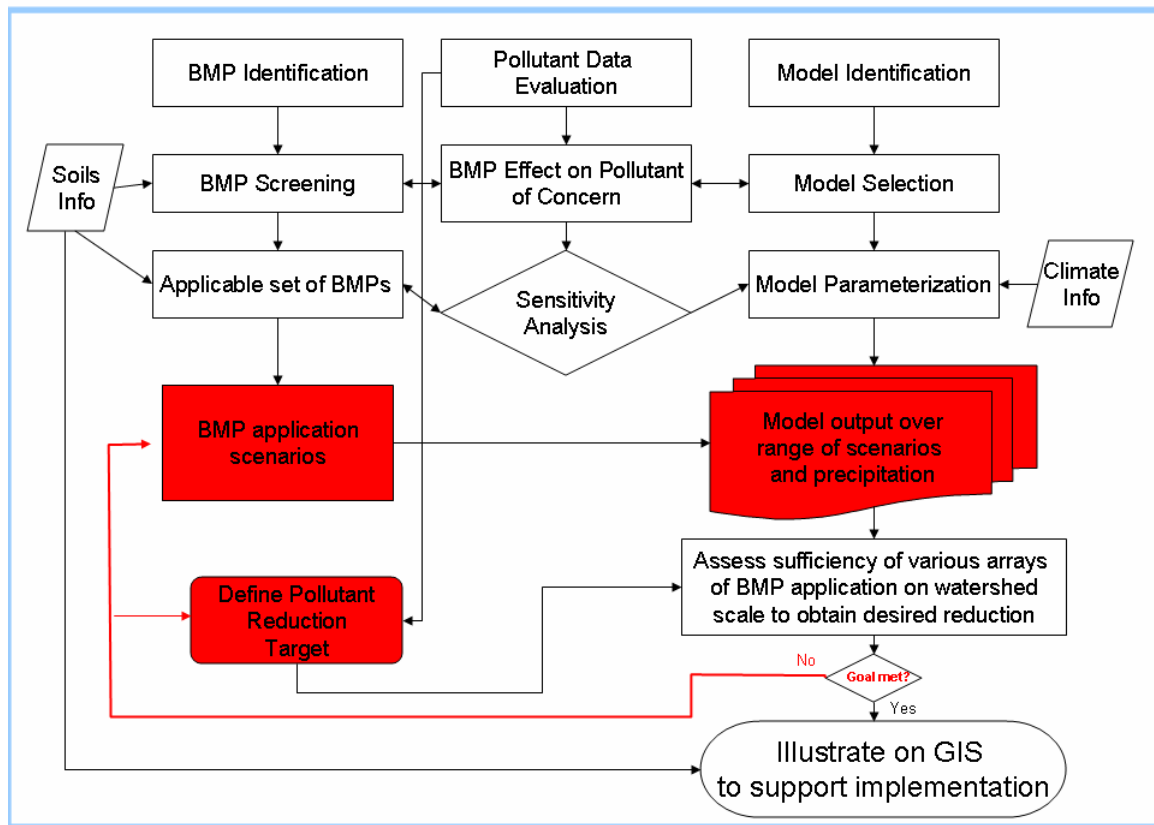 BMP Identification
Pollutant Data
Evaluation
Model Identification
Soils
Info
BMP Screening
BMP Effect on Pollutant
of Concern
Model Selection
Applicable set of BMPs
Sensitivity
Analysis
Model Parameterization
Climate
Info
BMP application
scenarios
Model output over
range of scenarios
and precipitation
Define Pollutant
Reduction
Target
Assess sufficiency of various arrays
of BMP application on watershed
scale to obtain desired reduction
No
Goal met?
Yes
Illustrate on GIS
to support implementation